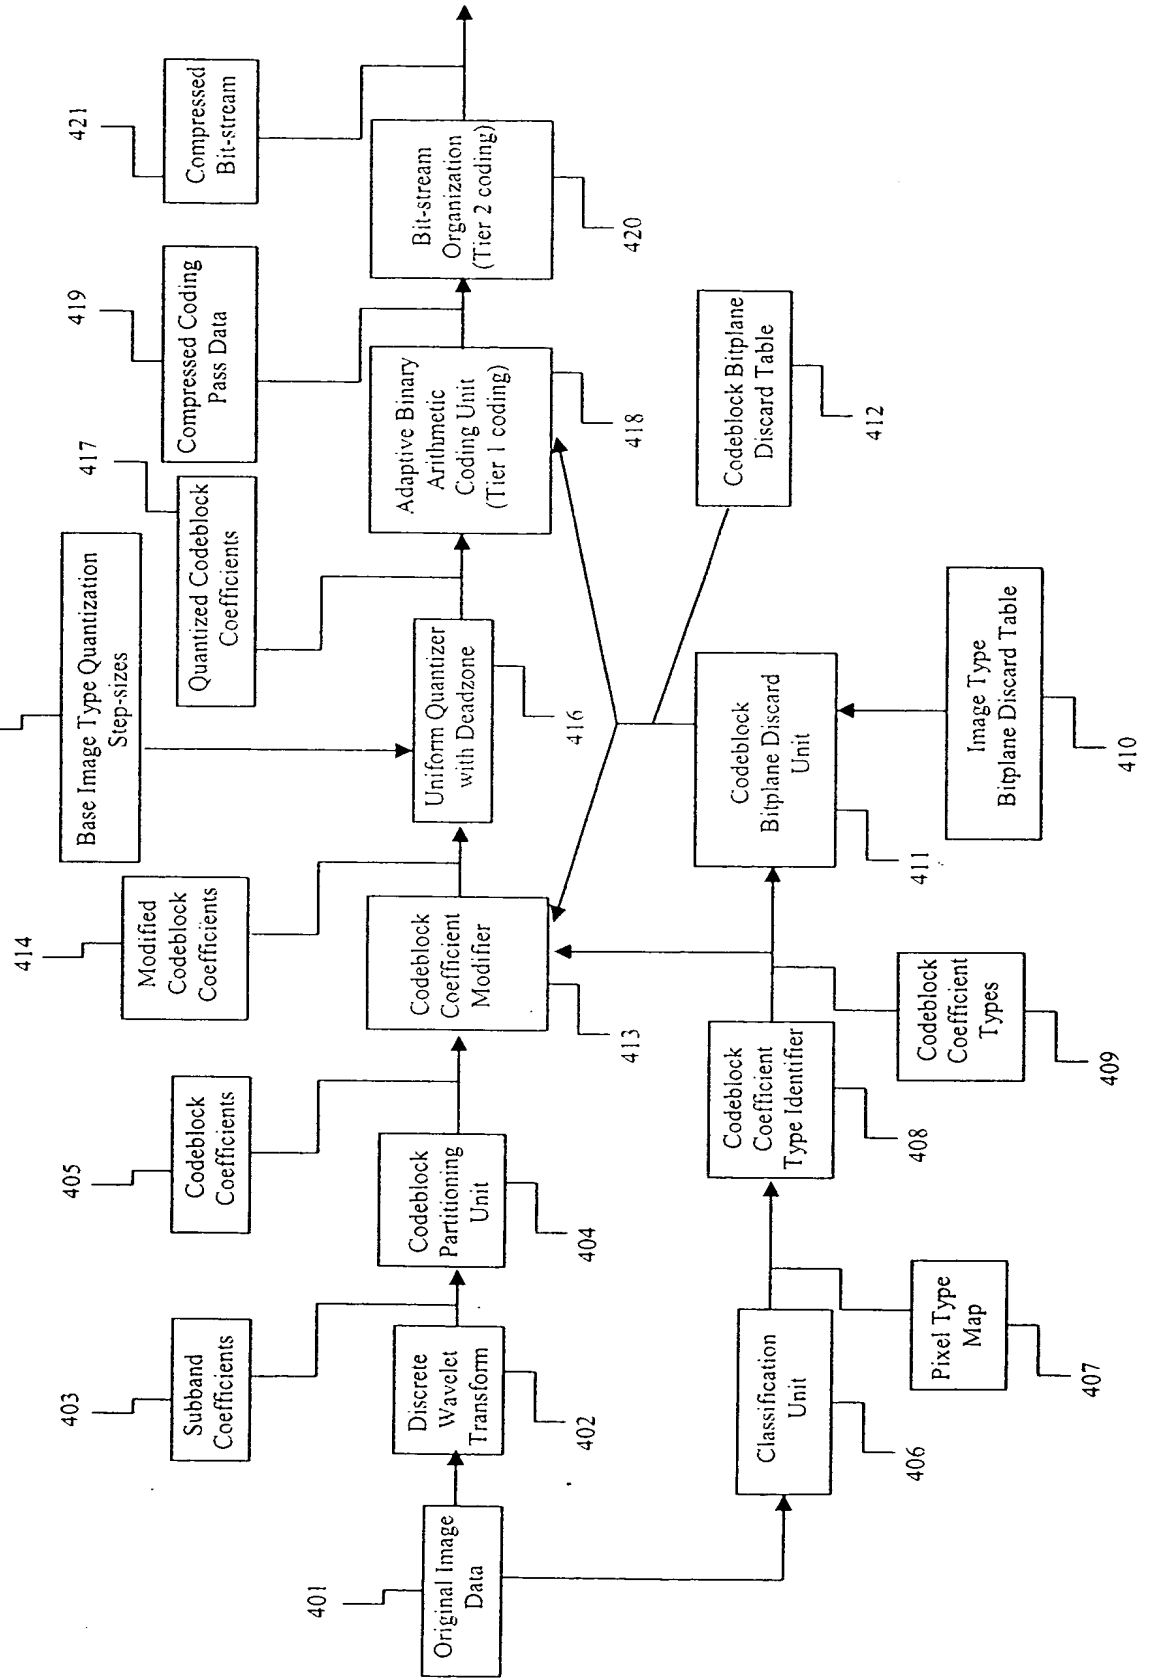 401
Original Image
Data
403
Subband
Coefficients
Discrete
Wavelet
Transform
402
405
Codeblock
Coefficients
Codeblock
Partitioning
Unit
404
414
Modified
Codeblock
Coefficients
Codeblock
Coefficient
Modifier
413
Base Image Type Quantization
Step-sizes
Uniform Quantizer
with Deadzone
416
417
Quantized Codeblock
Coefficients
419
Compressed Coding
Pass Data
Adaptive Binary
Arithmetic
Coding Unit
(Tier 1 coding)
418
421
Compressed
Bit-stream
Bit-stream
Organization
(Tier 2 coding)
420
Classification
Unit
406
Pixel Type
Map
407
Codeblock
Coefficient
Type Identifier
408
Codeblock
Coefficient
Types
409
Codeblock
Bitplane Discard
Unit
411
Image Type
Bitplane Discard Table
410
Codeblock Bitplane
Discard Table
412